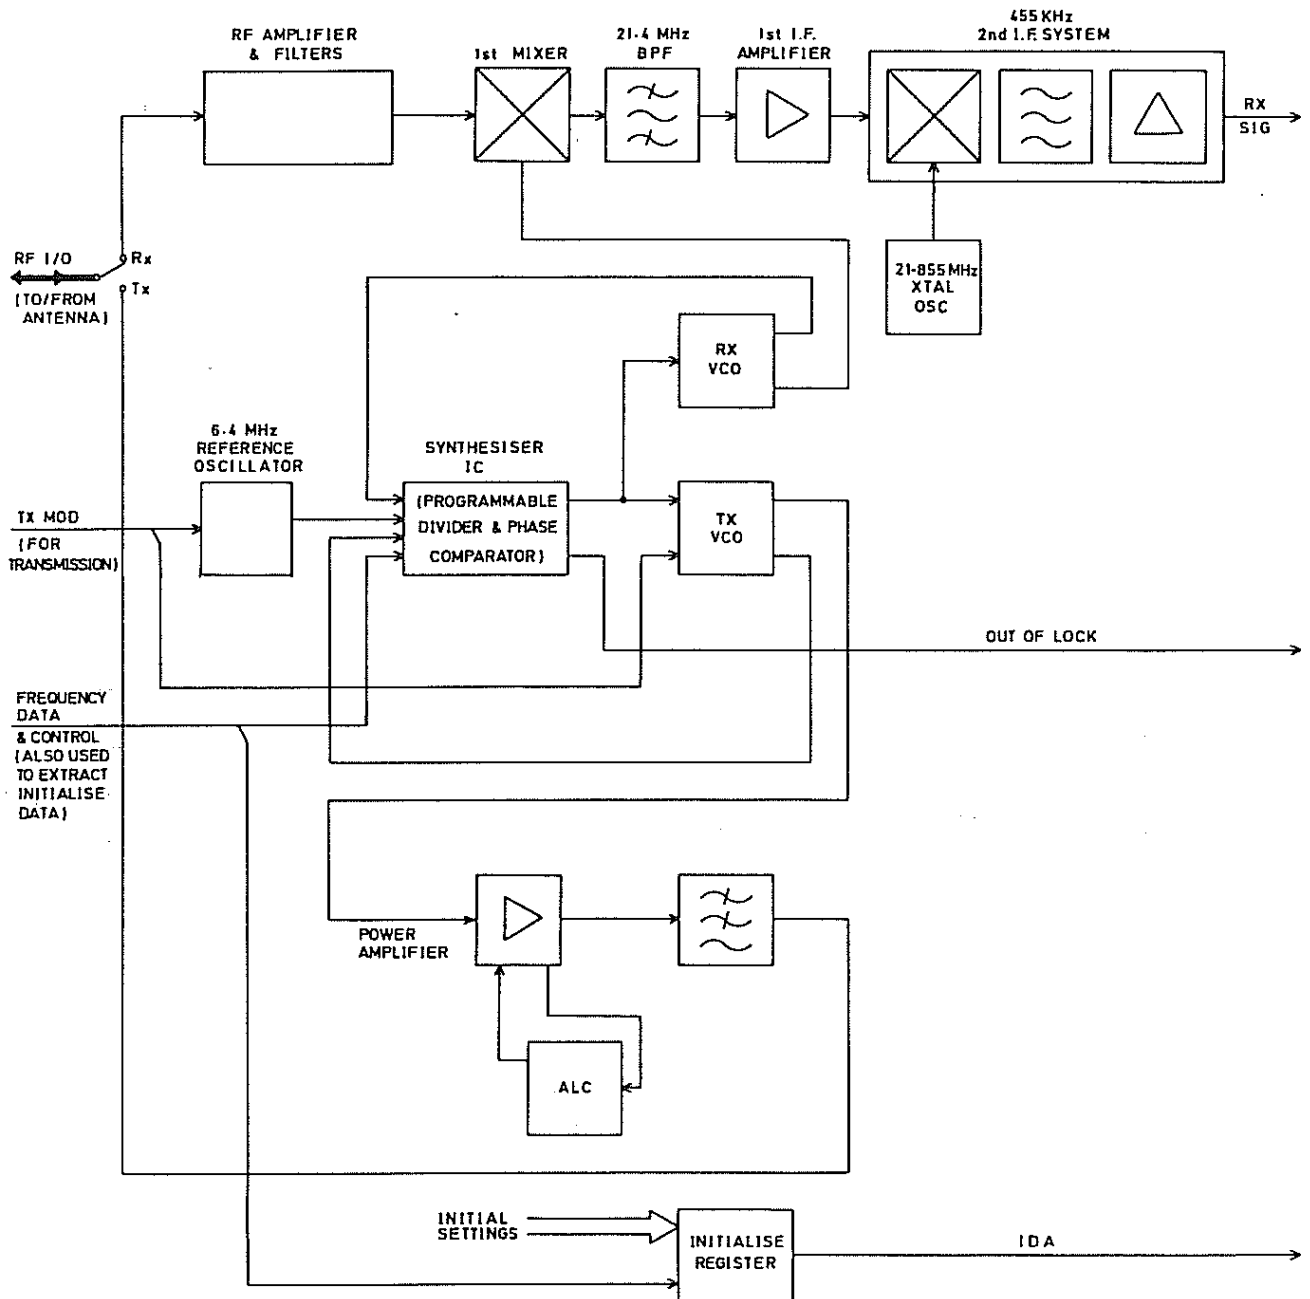 RF AMPLIFIER
& FILTERS
1st MIXER
21·4 MHz
BPF
1st I.F.
AMPLIFIER
455 KHz
2nd I.F. SYSTEM
RX
SIG
RF I/O
(TO/FROM
ANTENNA)
Rx
Tx
21-855 MHz
XTAL
OSC
RX
VCO
6·4 MHz
REFERENCE
OSCILLATOR
SYNTHESISER
IC
(PROGRAMMABLE
DIVIDER & PHASE
COMPARATOR)
TX
VCO
TX MOD
(FOR
TRANSMISSION)
OUT OF LOCK
FREQUENCY
DATA
& CONTROL
(ALSO USED
TO EXTRACT
INITIALISE
DATA)
POWER
AMPLIFIER
ALC
INITIAL
SETTINGS
INITIALISE
REGISTER
IDA